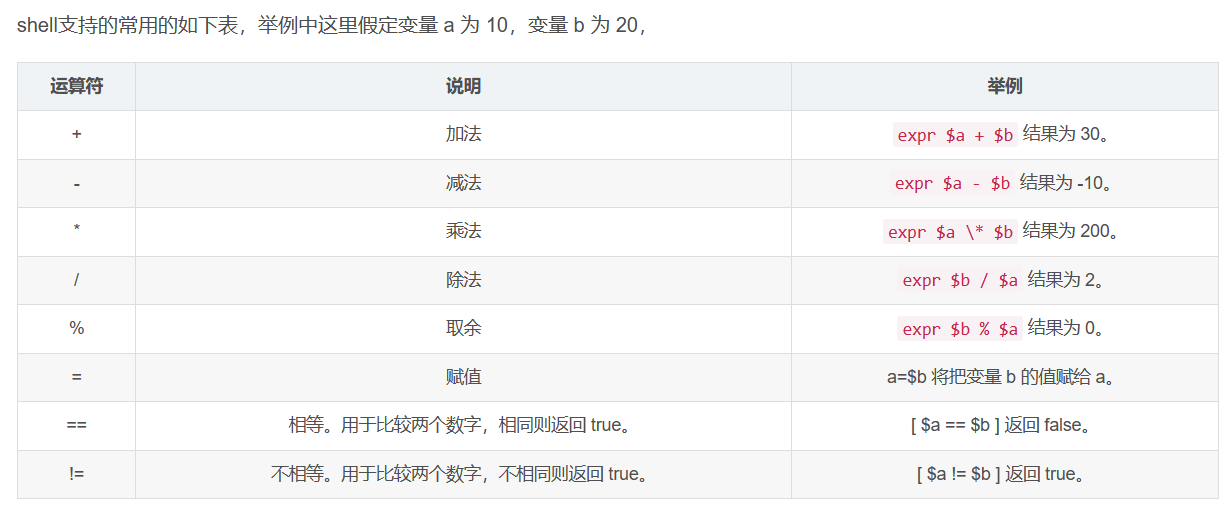 shell支持的常用的如下表，举例中这里假定变量 a 为 10，变量 b 为 20，
运算符 说明 举例
+ 加法 expr $a + $b 结果为 30。
- 减法 expr $a - $b 结果为 -10。
* 乘法 expr $a \* $b 结果为 200。
/ 除法 expr $b / $a 结果为 2。
% 取余 expr $b % $a 结果为 0。
= 赋值 a=$b 将把变量 b 的值赋给 a。
== 相等。用于比较两个数字，相同则返回 true。 [ $a == $b ] 返回 false。
!= 不相等。用于比较两个数字，不相同则返回 true。 [ $a != $b ] 返回 true。